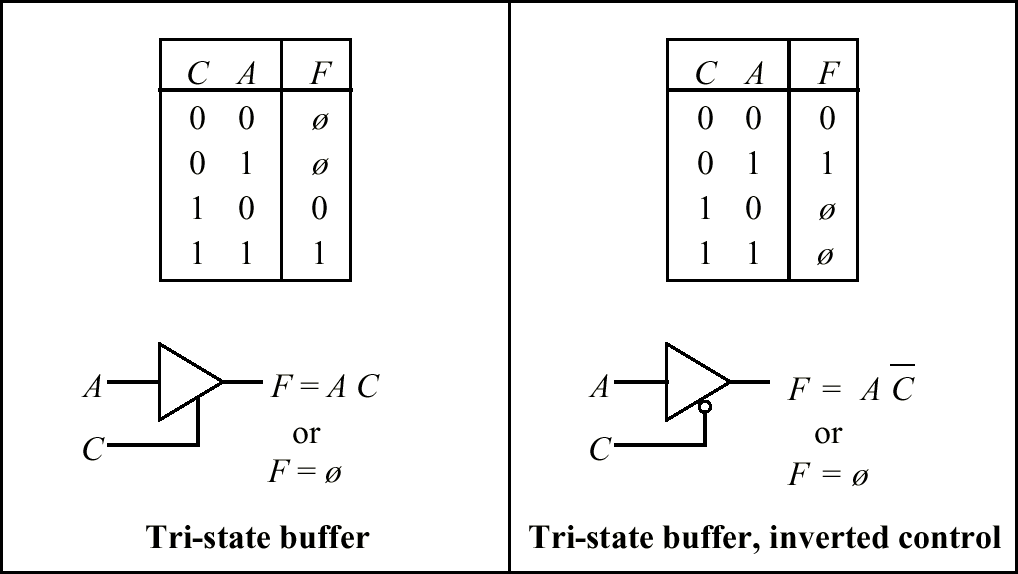 C A F
0 0 ø
0 1 ø
1 0 0
1 1 1
A
F = A C
C
or
F = ø
Tri-state buffer
C A F
0 0 0
0 1 1
1 0 ø
1 1 ø
A
F = A C̅
C
or
F = ø
Tri-state buffer, inverted control